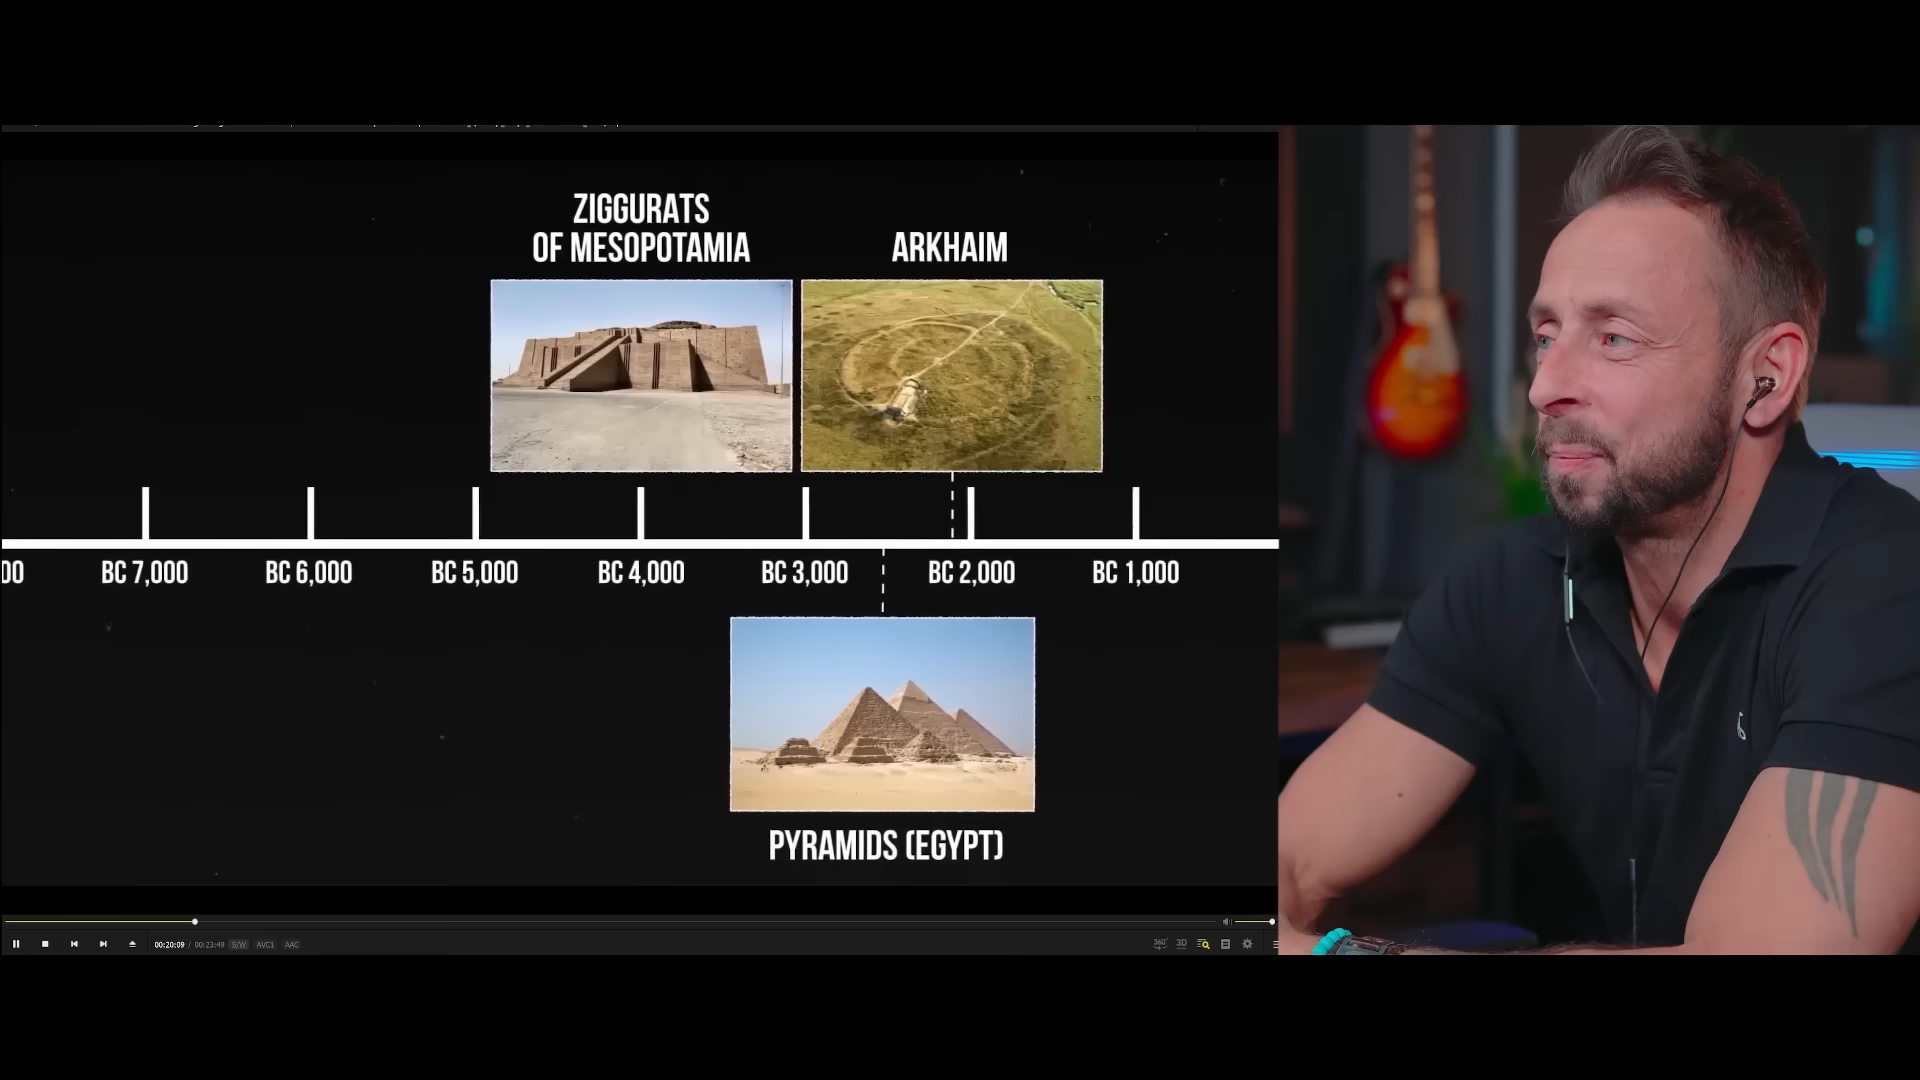 ZIGGURATS
OF MESOPOTAMIA
ARKHAIM
00
BC 7,000
BC 6,000
BC 5,000
BC 4,000
BC 3,000
BC 2,000
BC 1,000
PYRAMIDS (EGYPT)
00:20:09 / 00:23:49 S/W AVC1 AAC
360° 3D